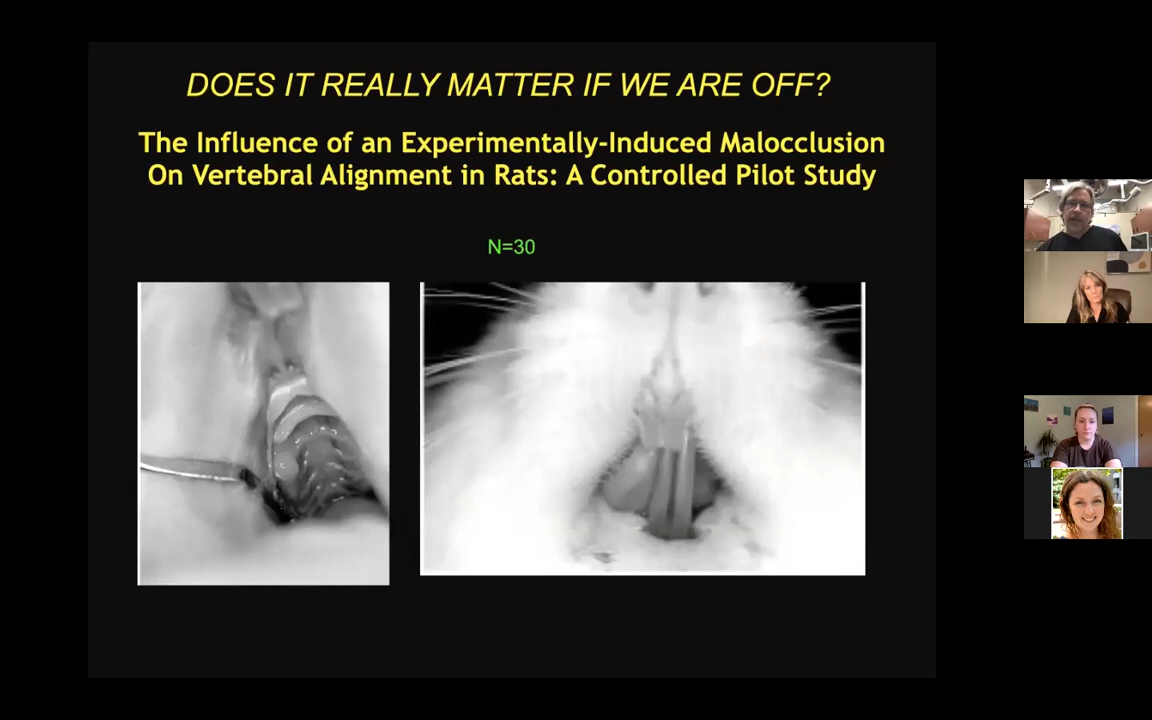 DOES IT REALLY MATTER IF WE ARE OFF?
The Influence of an Experimentally-Induced Malocclusion
On Vertebral Alignment in Rats: A Controlled Pilot Study
N=30